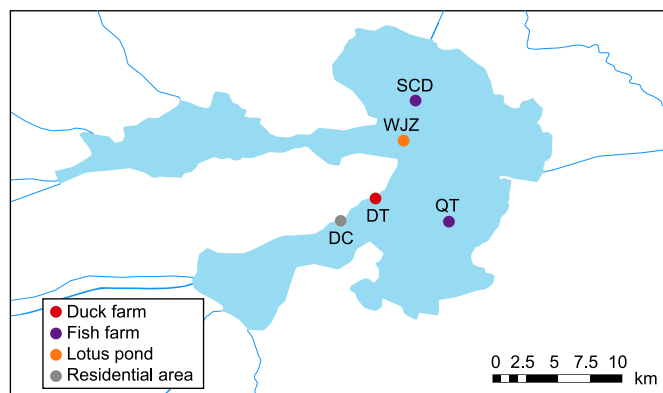 SCD
WJZ
DT
QT
DC
Duck farm
Fish farm
Lotus pond
Residential area
0 2.5 5 7.5 10
km